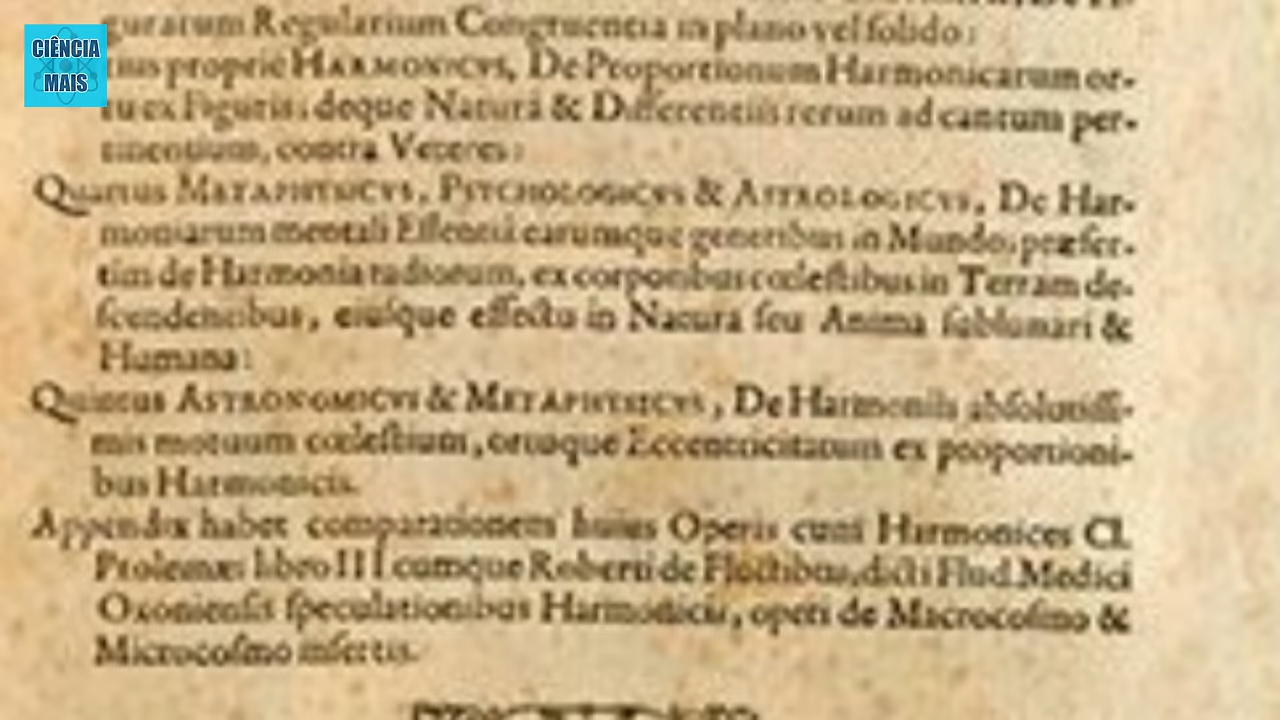 CIÊNCIA
MAIS
gurarum Regularium Congruentia in plano vel solido:
tius propriè HARMONICVS, De Proportionum Harmonicarum or-
tu ex Figuris; deque Naturâ & Differentiis rerum ad cantum per-
tinentium, contra Veteres:
Quartus METAPHYSICVS, PSYCHOLOGICVS & ASTROLOGICVS, De Har-
moniarum mentali Eſſentiâ earumque generibus in Mundo; præſer-
tim de Harmonia radiorum, ex corporibus cœleſtibus in Terram de-
ſcendentibus, eiuſque effectu in Natura ſeu Anima ſublunari &
Humana:
Quintus ASTRONOMICVS & METAPHYSICVS, De Harmoniis abſolutiſſi-
mis motuum cœleſtium, ortuque Eccentricitatum ex proportioni-
bus Harmonicis.
Appendix habet comparationem huius Operis cum Harmonices Cl.
Ptolemæi libro III cumque Roberti de Fluctibus, dicti Flud. Medici
Oxonienſis ſpeculationibus Harmonicis, operi de Macrocoſmo &
Microcoſmo inſertis.